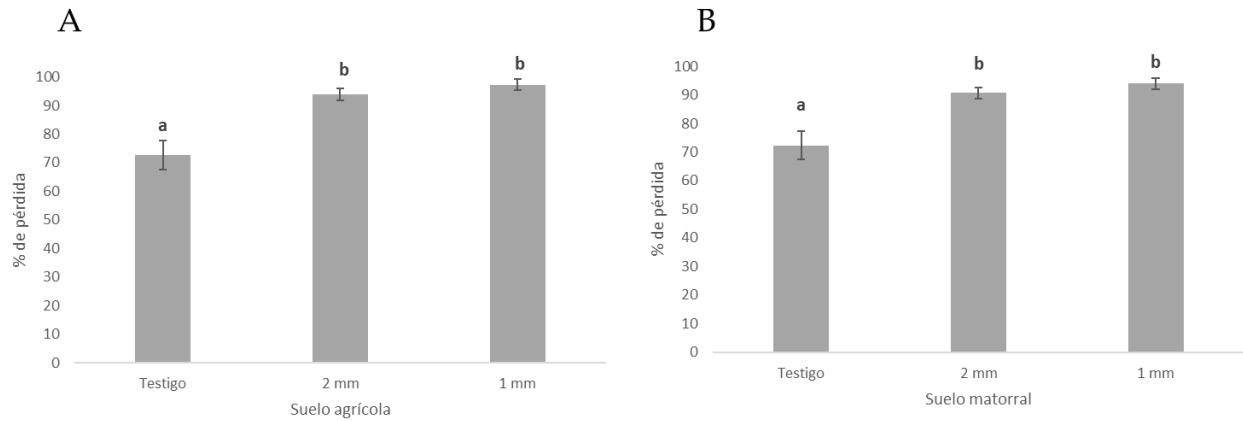 A
% de pérdida
100
90
80
70
60
50
40
30
20
10
0
a
b
b
Testigo
2 mm
1 mm
Suelo agrícola
B
% de pérdida
100
90
80
70
60
50
40
30
20
10
0
a
b
b
Testigo
2 mm
1 mm
Suelo matorral